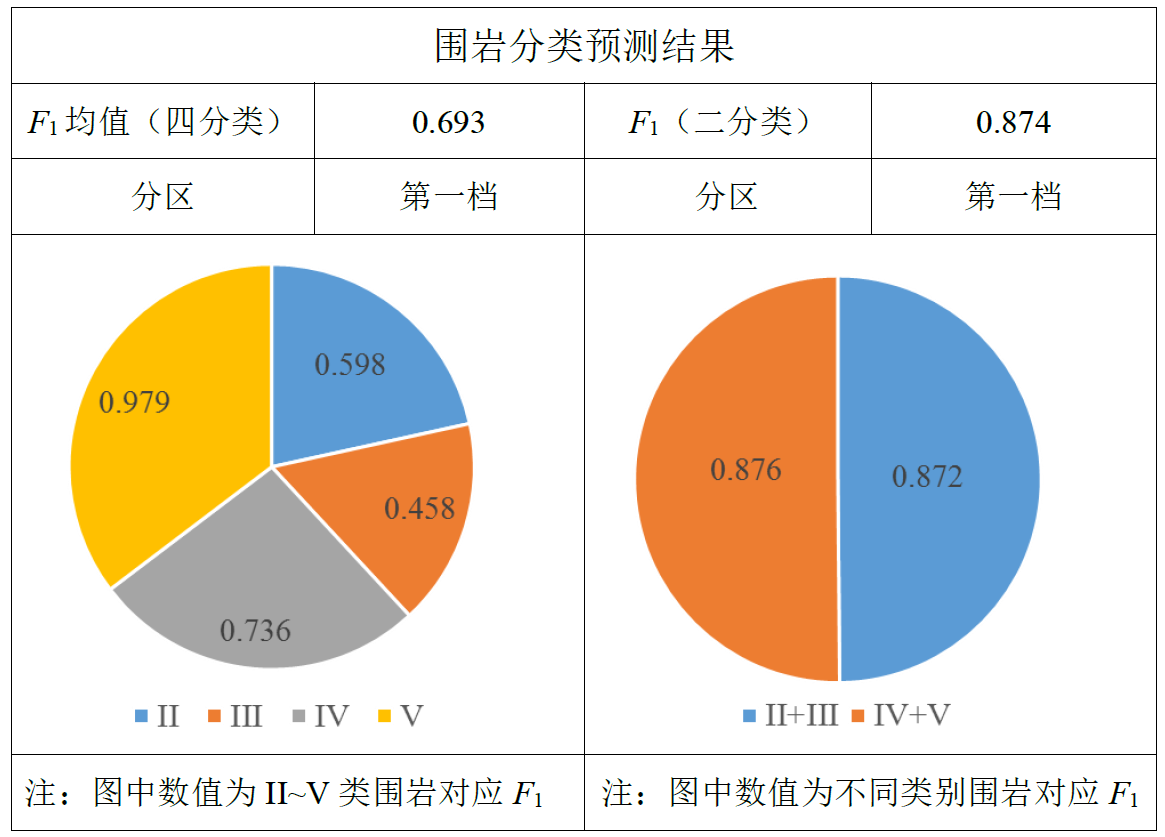 围岩分类预测结果
F1均值（四分类） 0.693 F1（二分类） 0.874
分区 第一档 分区 第一档
0.598
0.979
0.458
0.736
II III IV V
0.876 0.872
II+III IV+V
注：图中数值为 II~V 类围岩对应 F1
注：图中数值为不同类别围岩对应 F1